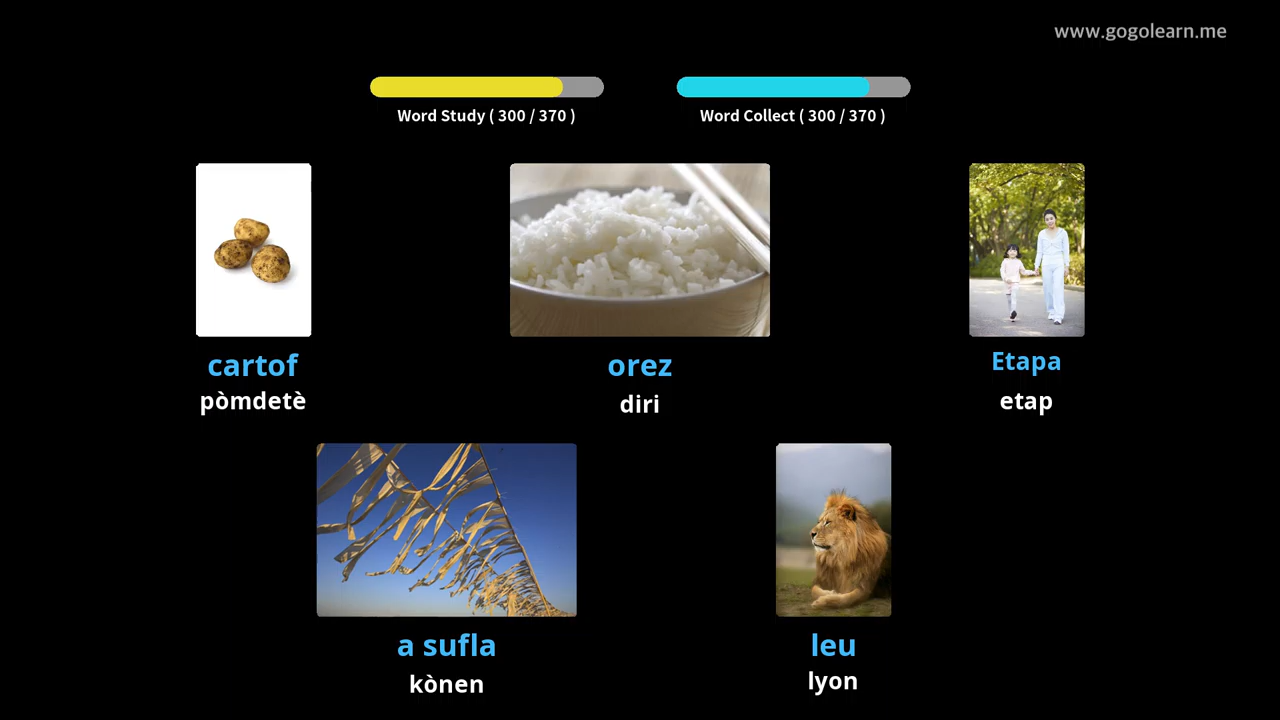 www.gogolearn.me
Word Study ( 300 / 370 )
Word Collect ( 300 / 370 )
cartof
pòmdetè
orez
diri
Etapa
etap
a sufla
kònen
leu
lyon